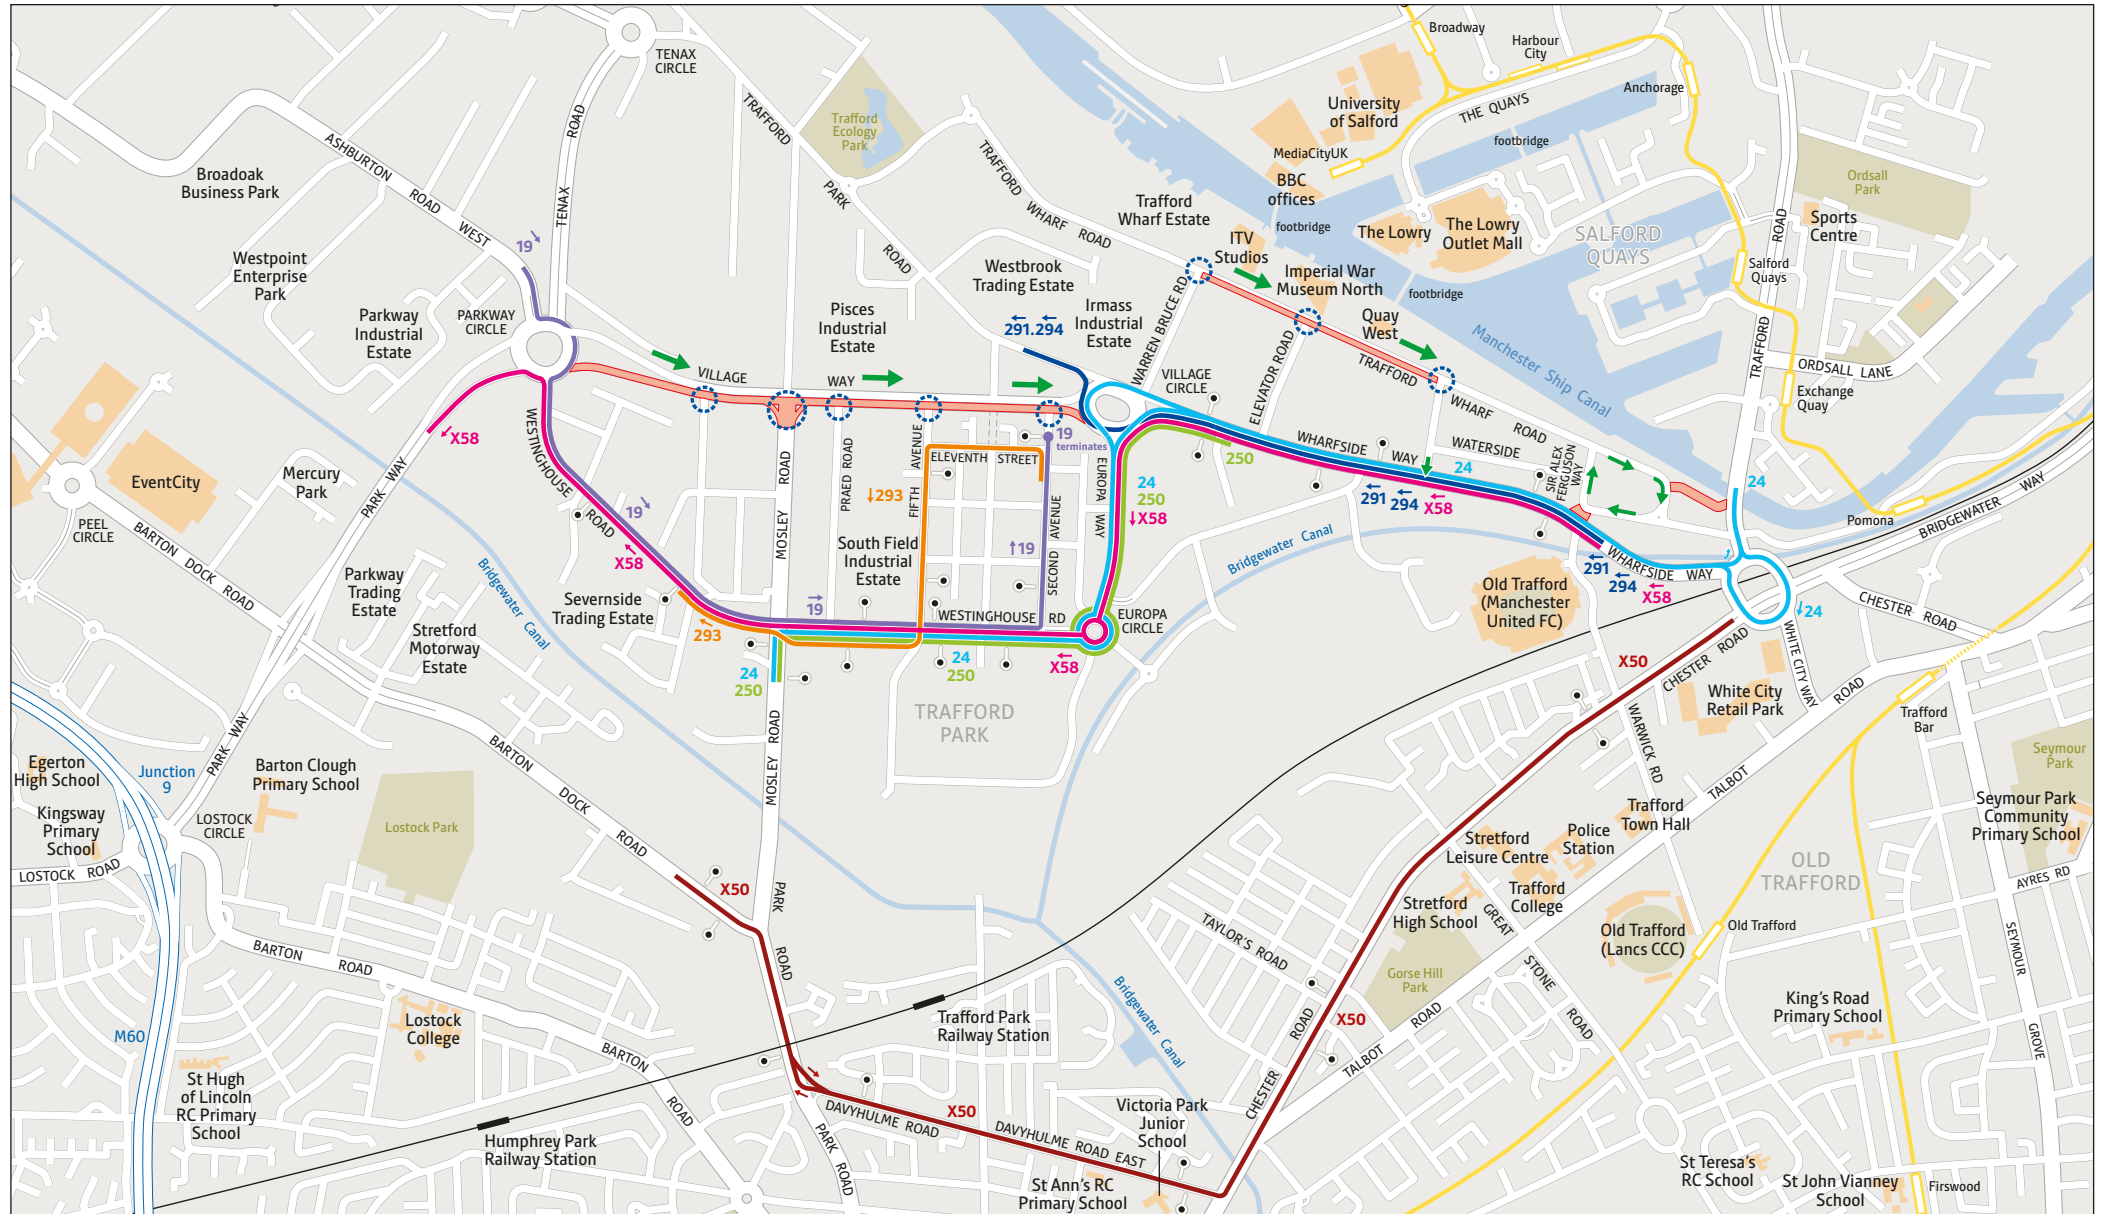 TENAX
CIRCLE
Broadway
Harbour
City
Anchorage
THE QUAYS
footbridge
University
of Salford
MediaCityUK
BBC
offices
footbridge
The Lowry
The Lowry
Outlet Mall
SALFORD
QUAYS
Ordsall
Park
Sports
Centre
Salford
Quays
TRAFFORD
ROAD
ORDSALL LANE
Exchange
Quay
Pomona
BRIDGEWATER WAY
Trafford
Ecology
Park
TRAFFORD
PARK
ROAD
TRAFFORD
WHARF ROAD
Trafford
Wharf Estate
ITV
Studios
Imperial War
Museum North
footbridge
Quay
West
Manchester Ship Canal
TRAFFORD
WHARF
ROAD
WATERSIDE
SIR ALEX
FERGUSON
WAY
ASHBURTON
ROAD
WEST
Broadoak
Business Park
TENAX
ROAD
Westpoint
Enterprise
Park
19
PARKWAY
CIRCLE
Parkway
Industrial
Estate
X58
VILLAGE
WAY
Pisces
Industrial
Estate
Westbrook
Trading Estate
291.294
Irmass
Industrial
Estate
WARREN BRUCE RD
VILLAGE
CIRCLE
ELEVATOR ROAD
WHARFSIDE
WAY
24
250
291
294
X58
19
terminates
ELEVENTH STREET
FIFTH
AVENUE
PRAED ROAD
MOSLEY
ROAD
293
EUROPA
WAY
24
250
X58
SECOND
AVENUE
19
South Field
Industrial
Estate
WESTINGHOUSE
ROAD
19
X58
Severnside
Trading Estate
293
19
WESTINGHOUSE RD
EUROPA
CIRCLE
24
250
24
250
X58
TRAFFORD
PARK
Bridgewater Canal
Old Trafford
(Manchester
United FC)
291
294
X58
WHARFSIDE WAY
24
24
CHESTER ROAD
WHITE CITY WAY
X50
CHESTER ROAD
White City
Retail Park
WARWICK RD
TALBOT
ROAD
Trafford
Bar
Seymour
Park
Seymour Park
Community
Primary School
AYRES RD
SEYMOUR
GROVE
OLD
TRAFFORD
Trafford
Town Hall
Police
Station
Stretford
Leisure Centre
Trafford
College
Stretford
High School
GREAT
STONE
ROAD
Old Trafford
(Lancs CCC)
Old Trafford
Gorse Hill
Park
King's Road
Primary School
TALBOT
ROAD
TAYLOR'S ROAD
X50
CHESTER
ROAD
St Teresa's
RC School
St John Vianney
School
Firswood
Bridgewater Canal
Victoria Park
Junior
School
St Ann's RC
Primary School
DAVYHULME ROAD
X50
DAVYHULME ROAD EAST
PARK ROAD
Trafford Park
Railway Station
Humphrey Park
Railway Station
BARTON
ROAD
BARTON
ROAD
Lostock
College
St Hugh
of Lincoln
RC Primary
School
M60
EventCity
Mercury
Park
PEEL
CIRCLE
BARTON
DOCK ROAD
PARK WAY
Parkway
Trading
Estate
Stretford
Motorway
Estate
Bridgewater Canal
BARTON
DOCK
ROAD
MOSLEY ROAD
PARK
ROAD
X50
PARK WAY
Barton Clough
Primary School
Lostock Park
Junction
9
Egerton
High School
Kingsway
Primary
School
LOSTOCK
CIRCLE
LOSTOCK ROAD